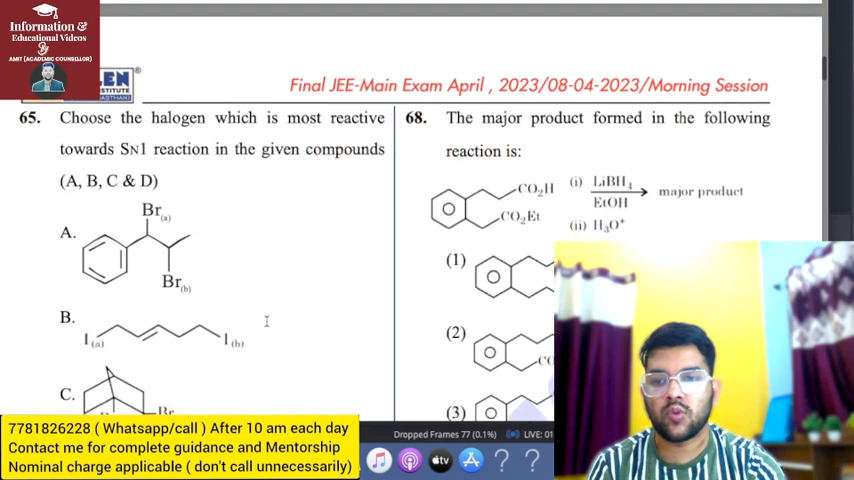 Information &
Educational Videos
By
AMIT (ACADEMIC COUNSELLOR)
LEN
®
Final JEE-Main Exam April , 2023/08-04-2023/Morning Session
65. Choose the halogen which is most reactive
towards SN1 reaction in the given compounds
(A, B, C & D)
A.
Br(a)
Br(b)
B.
I(a)
I(b)
C.
Br
68. The major product formed in the following
reaction is:
CO₂H
CO₂Et
(i) LiBH₄
EtOH
(ii) H₃O⁺
major product
(1)
(2)
(3)
7781826228 ( Whatsapp/call ) After 10 am each day
Contact me for complete guidance and Mentorship
Nominal charge applicable ( don't call unnecessarily)
Dropped Frames 77 (0.1%)
LIVE: 01
tv
? ?